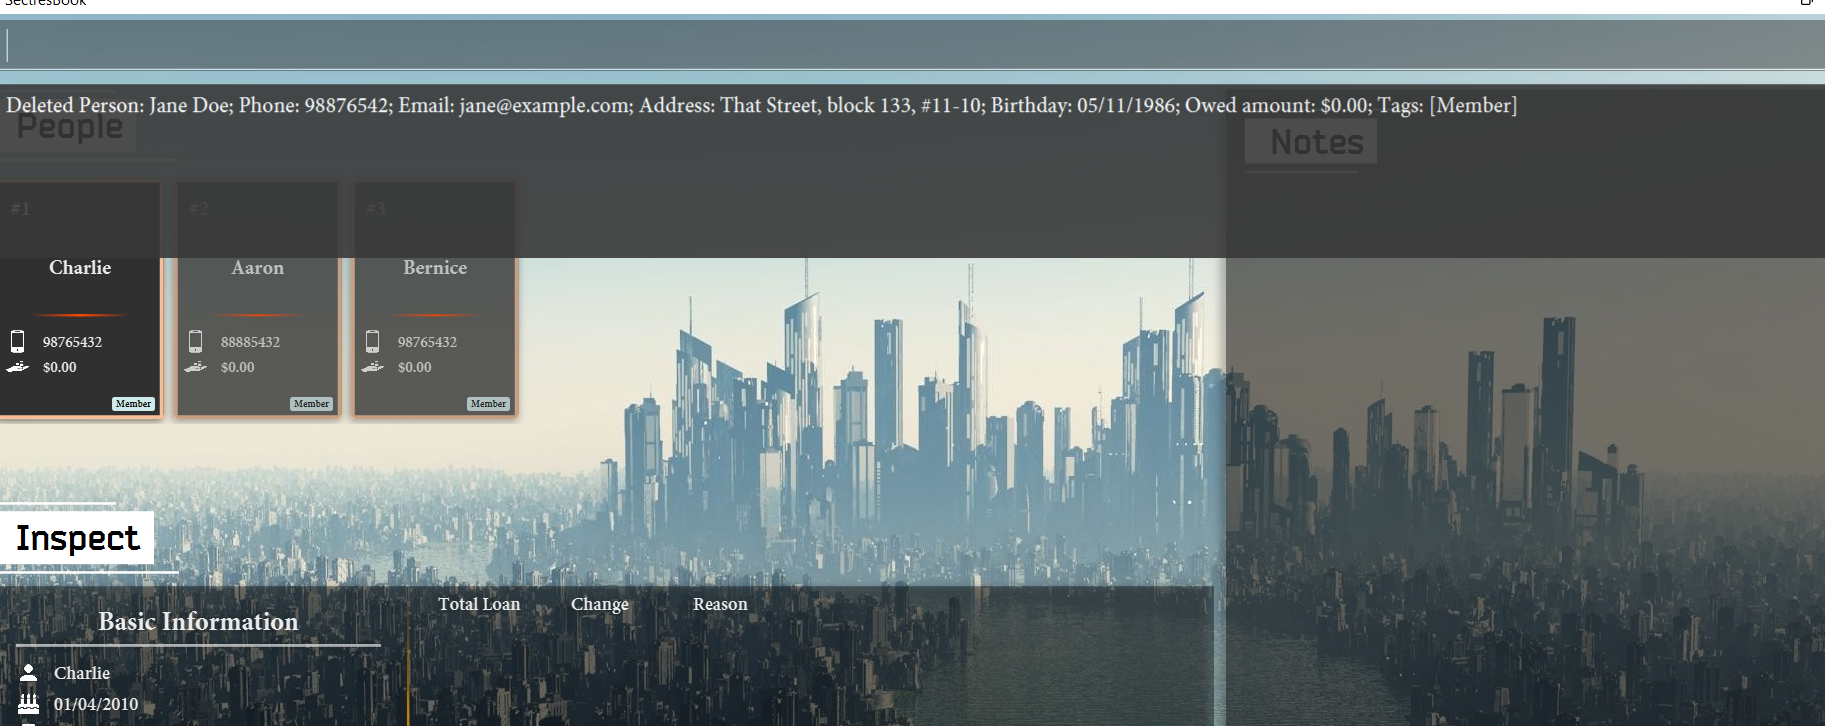 SectresBook
Deleted Person: Jane Doe; Phone: 98876542; Email: jane@example.com; Address: That Street, block 133, #11-10; Birthday: 05/11/1986; Owed amount: $0.00; Tags: [Member]
People
Notes
#1
#2
#3
Charlie
Aaron
Bernice
98765432
88885432
98765432
$0.00
$0.00
$0.00
Member
Member
Member
Inspect
Total Loan
Change
Reason
Basic Information
Charlie
01/04/2010